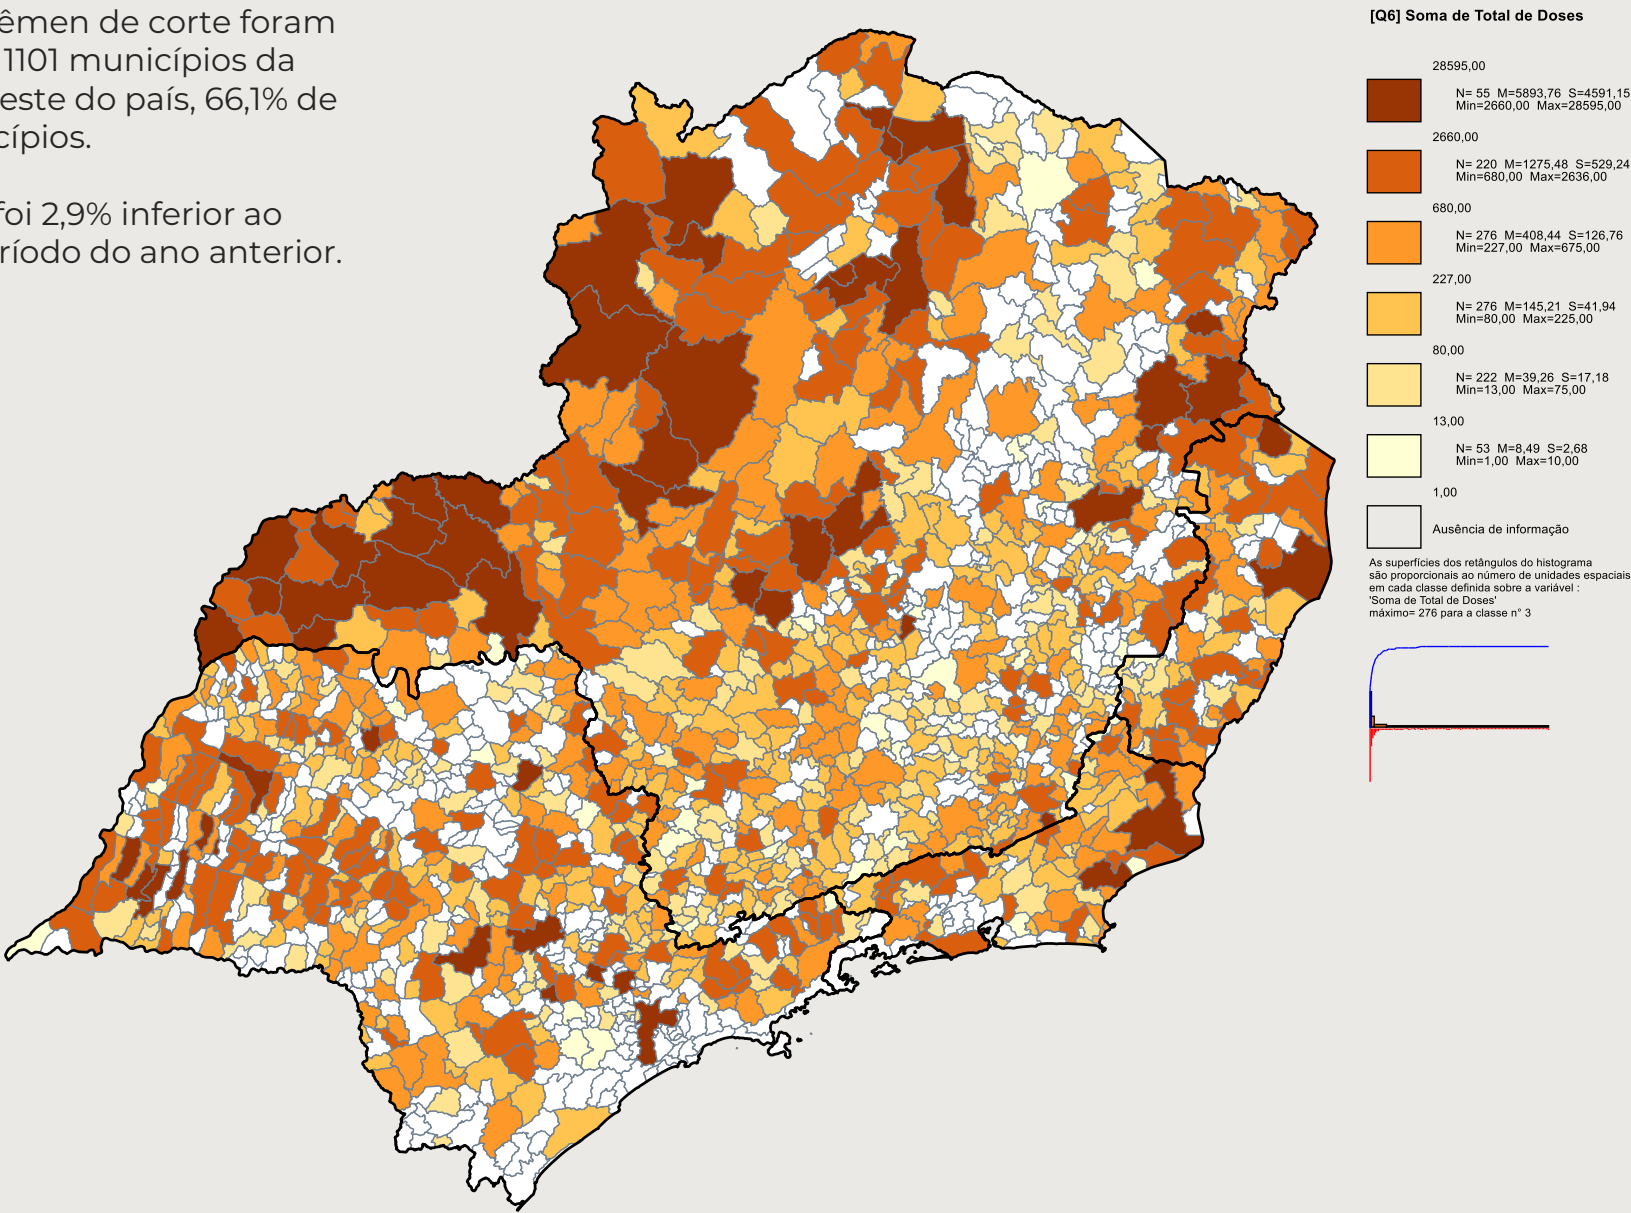 êmen de corte foram
1101 municípios da
este do país, 66,1% de
cípios.
foi 2,9% inferior ao
ríodo do ano anterior.
[Q6] Soma de Total de Doses
28595,00
N= 55 M=5893,76 S=4591,15
Min=2660,00 Max=28595,00
2660,00
N= 220 M=1275,48 S=529,24
Min=680,00 Max=2636,00
680,00
N= 276 M=408,44 S=126,76
Min=227,00 Max=675,00
227,00
N= 276 M=145,21 S=41,94
Min=80,00 Max=225,00
80,00
N= 222 M=39,26 S=17,18
Min=13,00 Max=75,00
13,00
N= 53 M=8,49 S=2,68
Min=1,00 Max=10,00
1,00
Ausência de informação
As superfícies dos retângulos do histograma
são proporcionais ao número de unidades espaciais
em cada classe definida sobre a variável :
'Soma de Total de Doses'
máximo= 276 para a classe n° 3